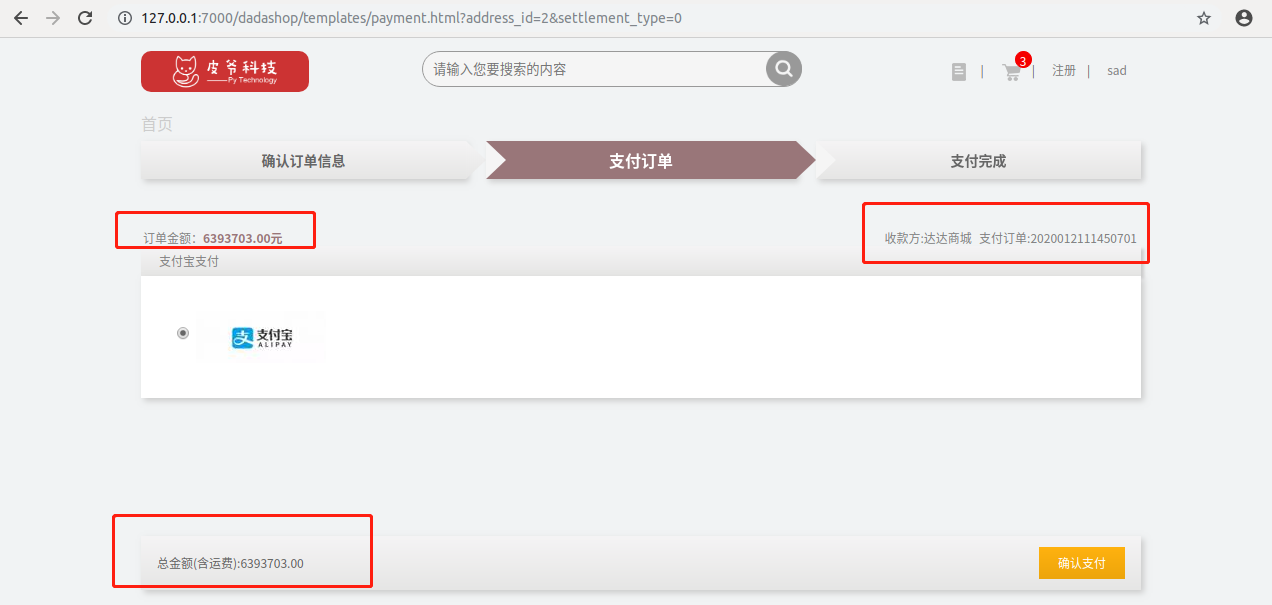 127.0.0.1:7000/dadashop/templates/payment.html?address_id=2&settlement_type=0
皮爷科技
Py Technology
请输入您要搜索的内容
3
注册
sad
首页
确认订单信息
支付订单
支付完成
订单金额：6393703.00元
收款方:达达商城 支付订单:2020012111450701
支付宝支付
支付宝
ALIPAY
总金额(含运费):6393703.00
确认支付